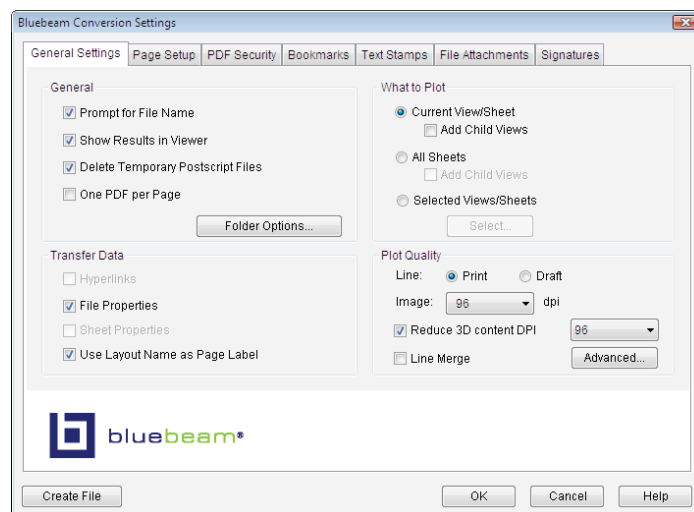 Bluebeam Conversion Settings
General Settings Page Setup PDF Security Bookmarks Text Stamps File Attachments Signatures
General
Prompt for File Name
Show Results in Viewer
Delete Temporary Postscript Files
One PDF per Page
Folder Options...
What to Plot
Current View/Sheet
Add Child Views
All Sheets
Add Child Views
Selected Views/Sheets
Select...
Transfer Data
Hyperlinks
File Properties
Sheet Properties
Use Layout Name as Page Label
Plot Quality
Line: Print Draft
Image: 96 dpi
Reduce 3D content DPI 96
Line Merge Advanced...
bluebeam®
Create File OK Cancel Help